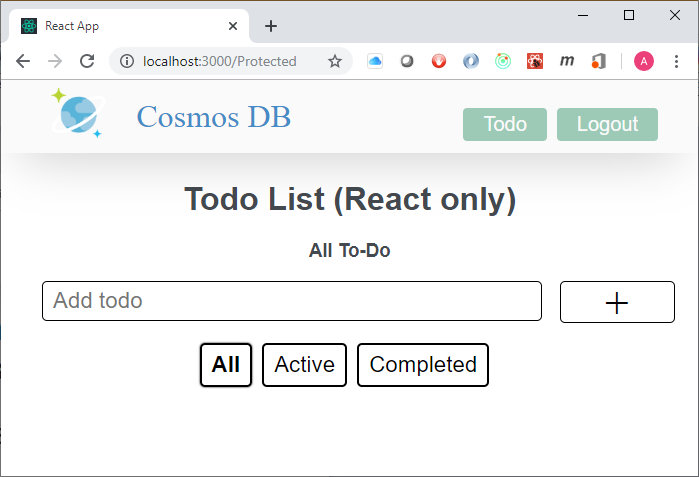 React App
localhost:3000/Protected
m
A
Cosmos DB
Todo Logout
Todo List (React only)
All To-Do
Add todo
All Active Completed